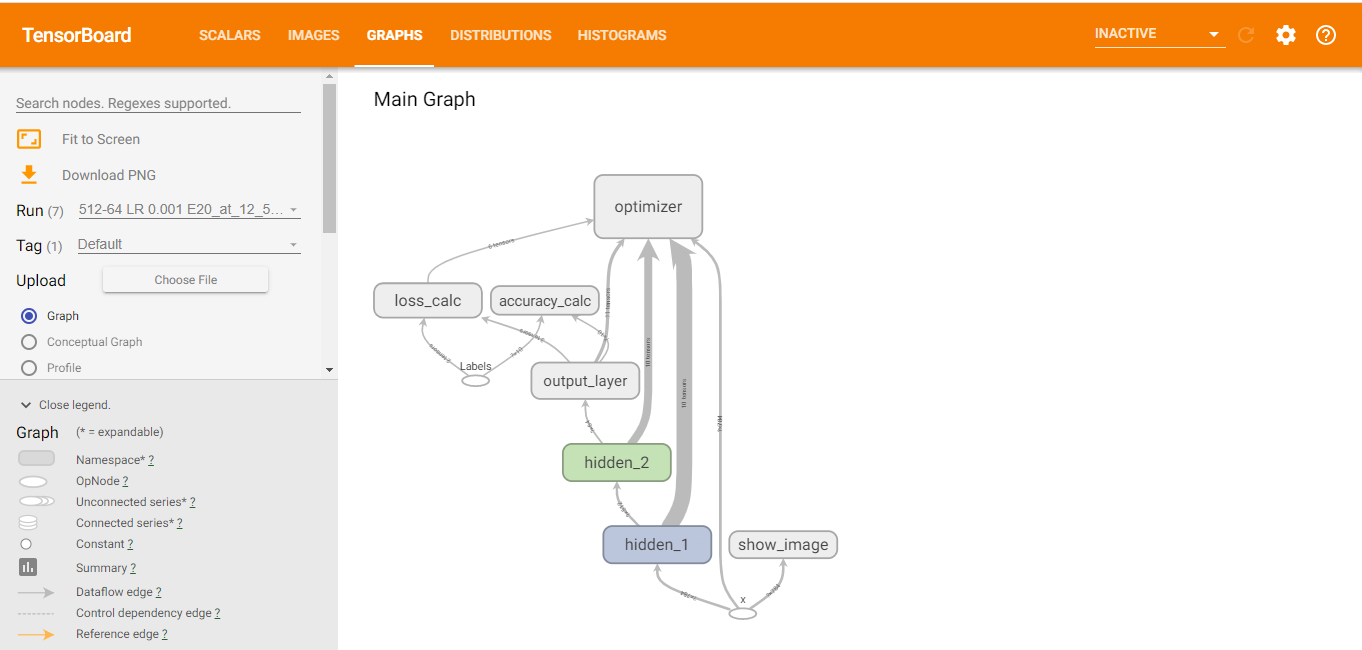 TensorBoard SCALARS IMAGES GRAPHS DISTRIBUTIONS HISTOGRAMS INACTIVE
Search nodes. Regexes supported.
Fit to Screen
Download PNG
Run (7) 512-64 LR 0.001 E20_at_12_5...
Tag (1) Default
Upload Choose File
Graph
Conceptual Graph
Profile
Close legend.
Graph (* = expandable)
Namespace* ?
OpNode ?
Unconnected series* ?
Connected series* ?
Constant ?
Summary ?
Dataflow edge ?
Control dependency edge ?
Reference edge ?
Main Graph
optimizer
6 tensors
loss_calc
accuracy_calc
11 tensors
Labels
output_layer
10 tensors
10 tensors
hidden_2
hidden_1
show_image
x